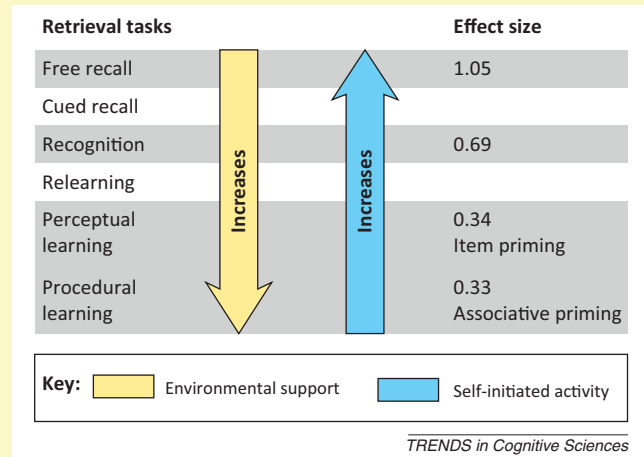 Retrieval tasks Effect size
Free recall 1.05
Cued recall
Recognition 0.69
Relearning
Perceptual 0.34
learning Item priming
Procedural 0.33
learning Associative priming
Increases
Increases
Key: Environmental support Self-initiated activity
TRENDS in Cognitive Sciences